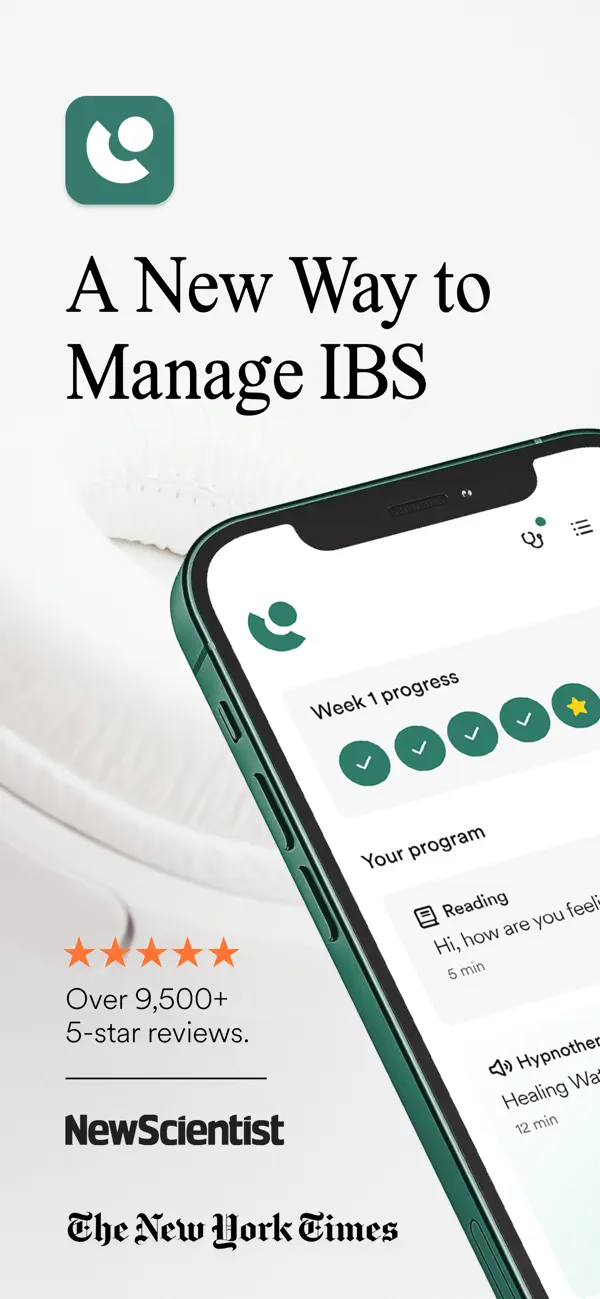 A New Way to
Manage IBS
Week 1 progress
Your program
Reading
Hi, how are you feeli
5 min
Hypnother
Healing Wat
12 min
Over 9,500+
5-star reviews.
NewScientist
The New York Times